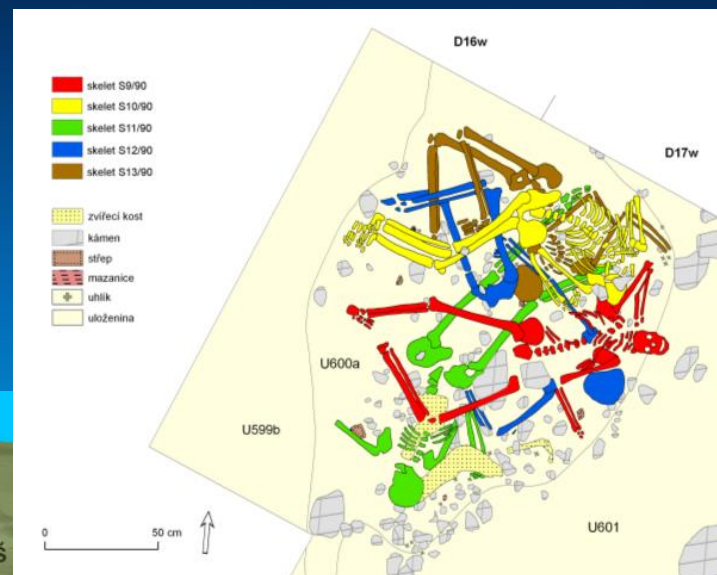 D16w
D17w
skelet S9/90
skelet S10/90
skelet S11/90
skelet S12/90
skelet S13/90
zvířecí kost
kámen
střep
mazanice
uhlík
uloženina
U600a
U599b
U601
0 50 cm
š